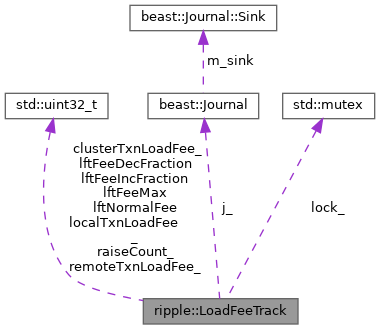 beast::Journal::Sink
m_sink
std::uint32_t
beast::Journal
std::mutex
clusterTxnLoadFee_
lftFeeDecFraction
lftFeeIncFraction
lftFeeMax
lftNormalFee
localTxnLoadFee
_
raiseCount_
remoteTxnLoadFee_
j_
lock_
ripple::LoadFeeTrack